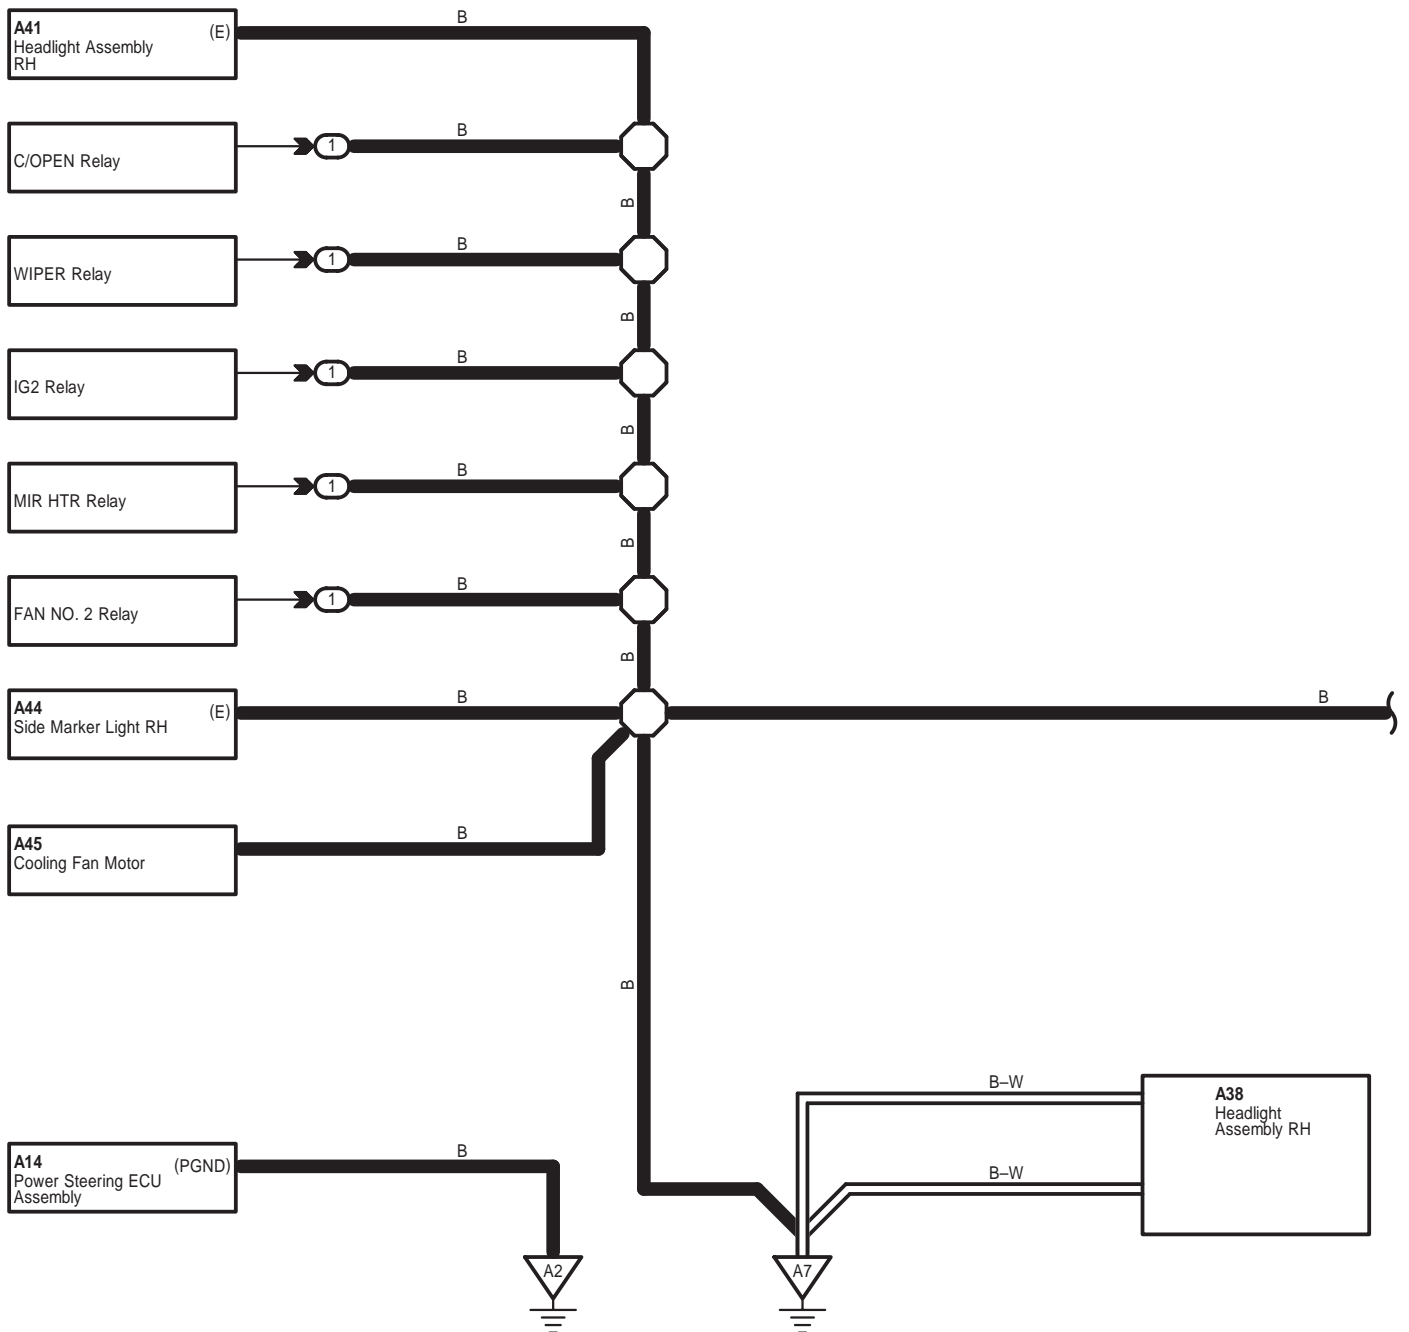 B
A41 (E)
Headlight Assembly
RH
B
1
C/OPEN Relay
B
B
1
WIPER Relay
B
B
1
IG2 Relay
B
B
1
MIR HTR Relay
B
B
1
FAN NO. 2 Relay
B
B
B
A44 (E)
Side Marker Light RH
B
A45
Cooling Fan Motor
B
B–W
A38
Headlight
Assembly RH
B
A14 (PGND)
Power Steering ECU
Assembly
B–W
A2
A7